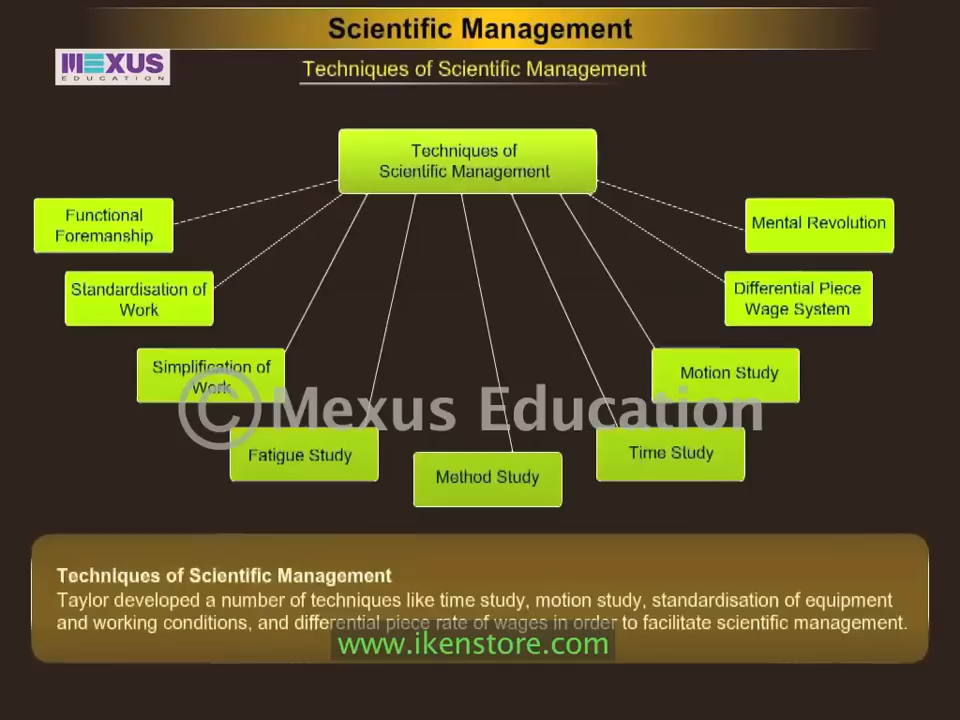 Scientific Management
MEXUS
EDUCATION
Techniques of Scientific Management
Techniques of
Scientific Management
Functional
Foremanship
Mental Revolution
Standardisation of
Work
Differential Piece
Wage System
Simplification of
Work
Motion Study
© Mexus Education
Fatigue Study
Method Study
Time Study
Techniques of Scientific Management
Taylor developed a number of techniques like time study, motion study, standardisation of equipment
and working conditions, and differential piece rate of wages in order to facilitate scientific management.
www.ikenstore.com